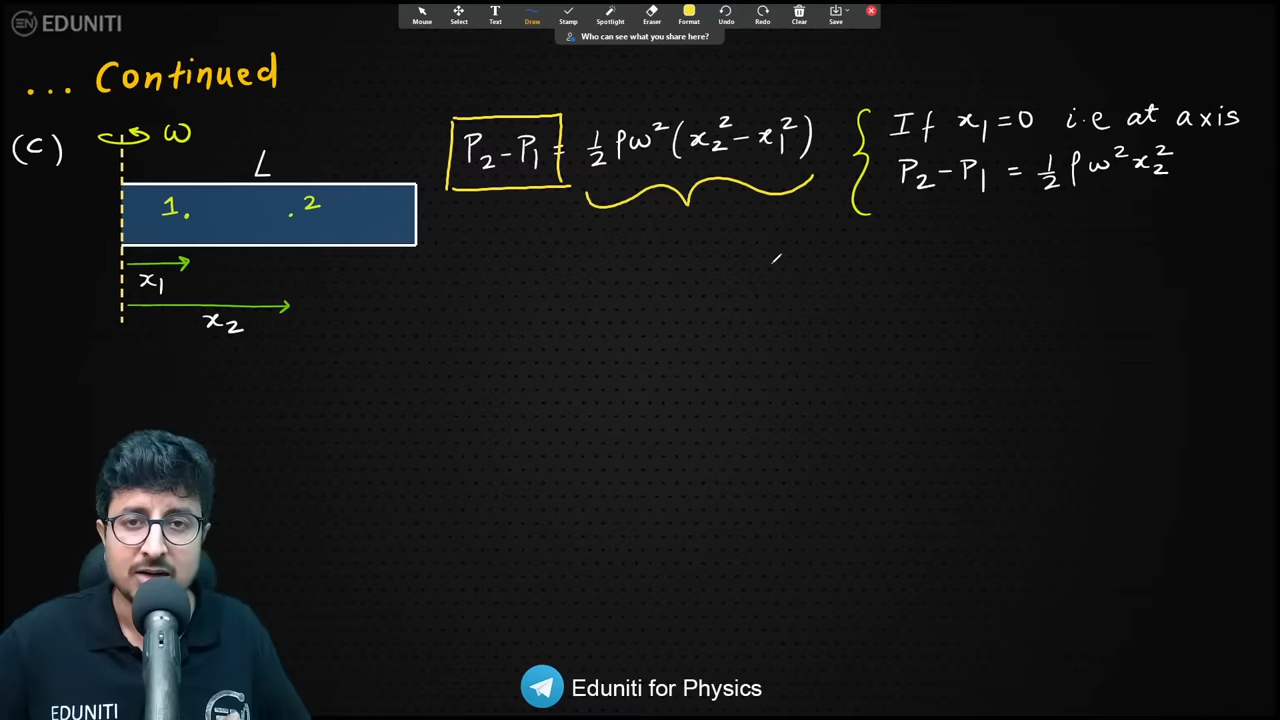 EDUNITI
Mouse Select Text Draw Stamp Spotlight Eraser Format Undo Redo Clear Save
Who can see what you share here?
... Continued
(C)
ω
L
1. .2
x₁
x₂
P₂-P₁ = 1/2 ρω²(x₂²-x₁²)
If x₁=0 i.e at axis
P₂-P₁ = 1/2 ρω²x₂²
EDUNITI
Eduniti for Physics